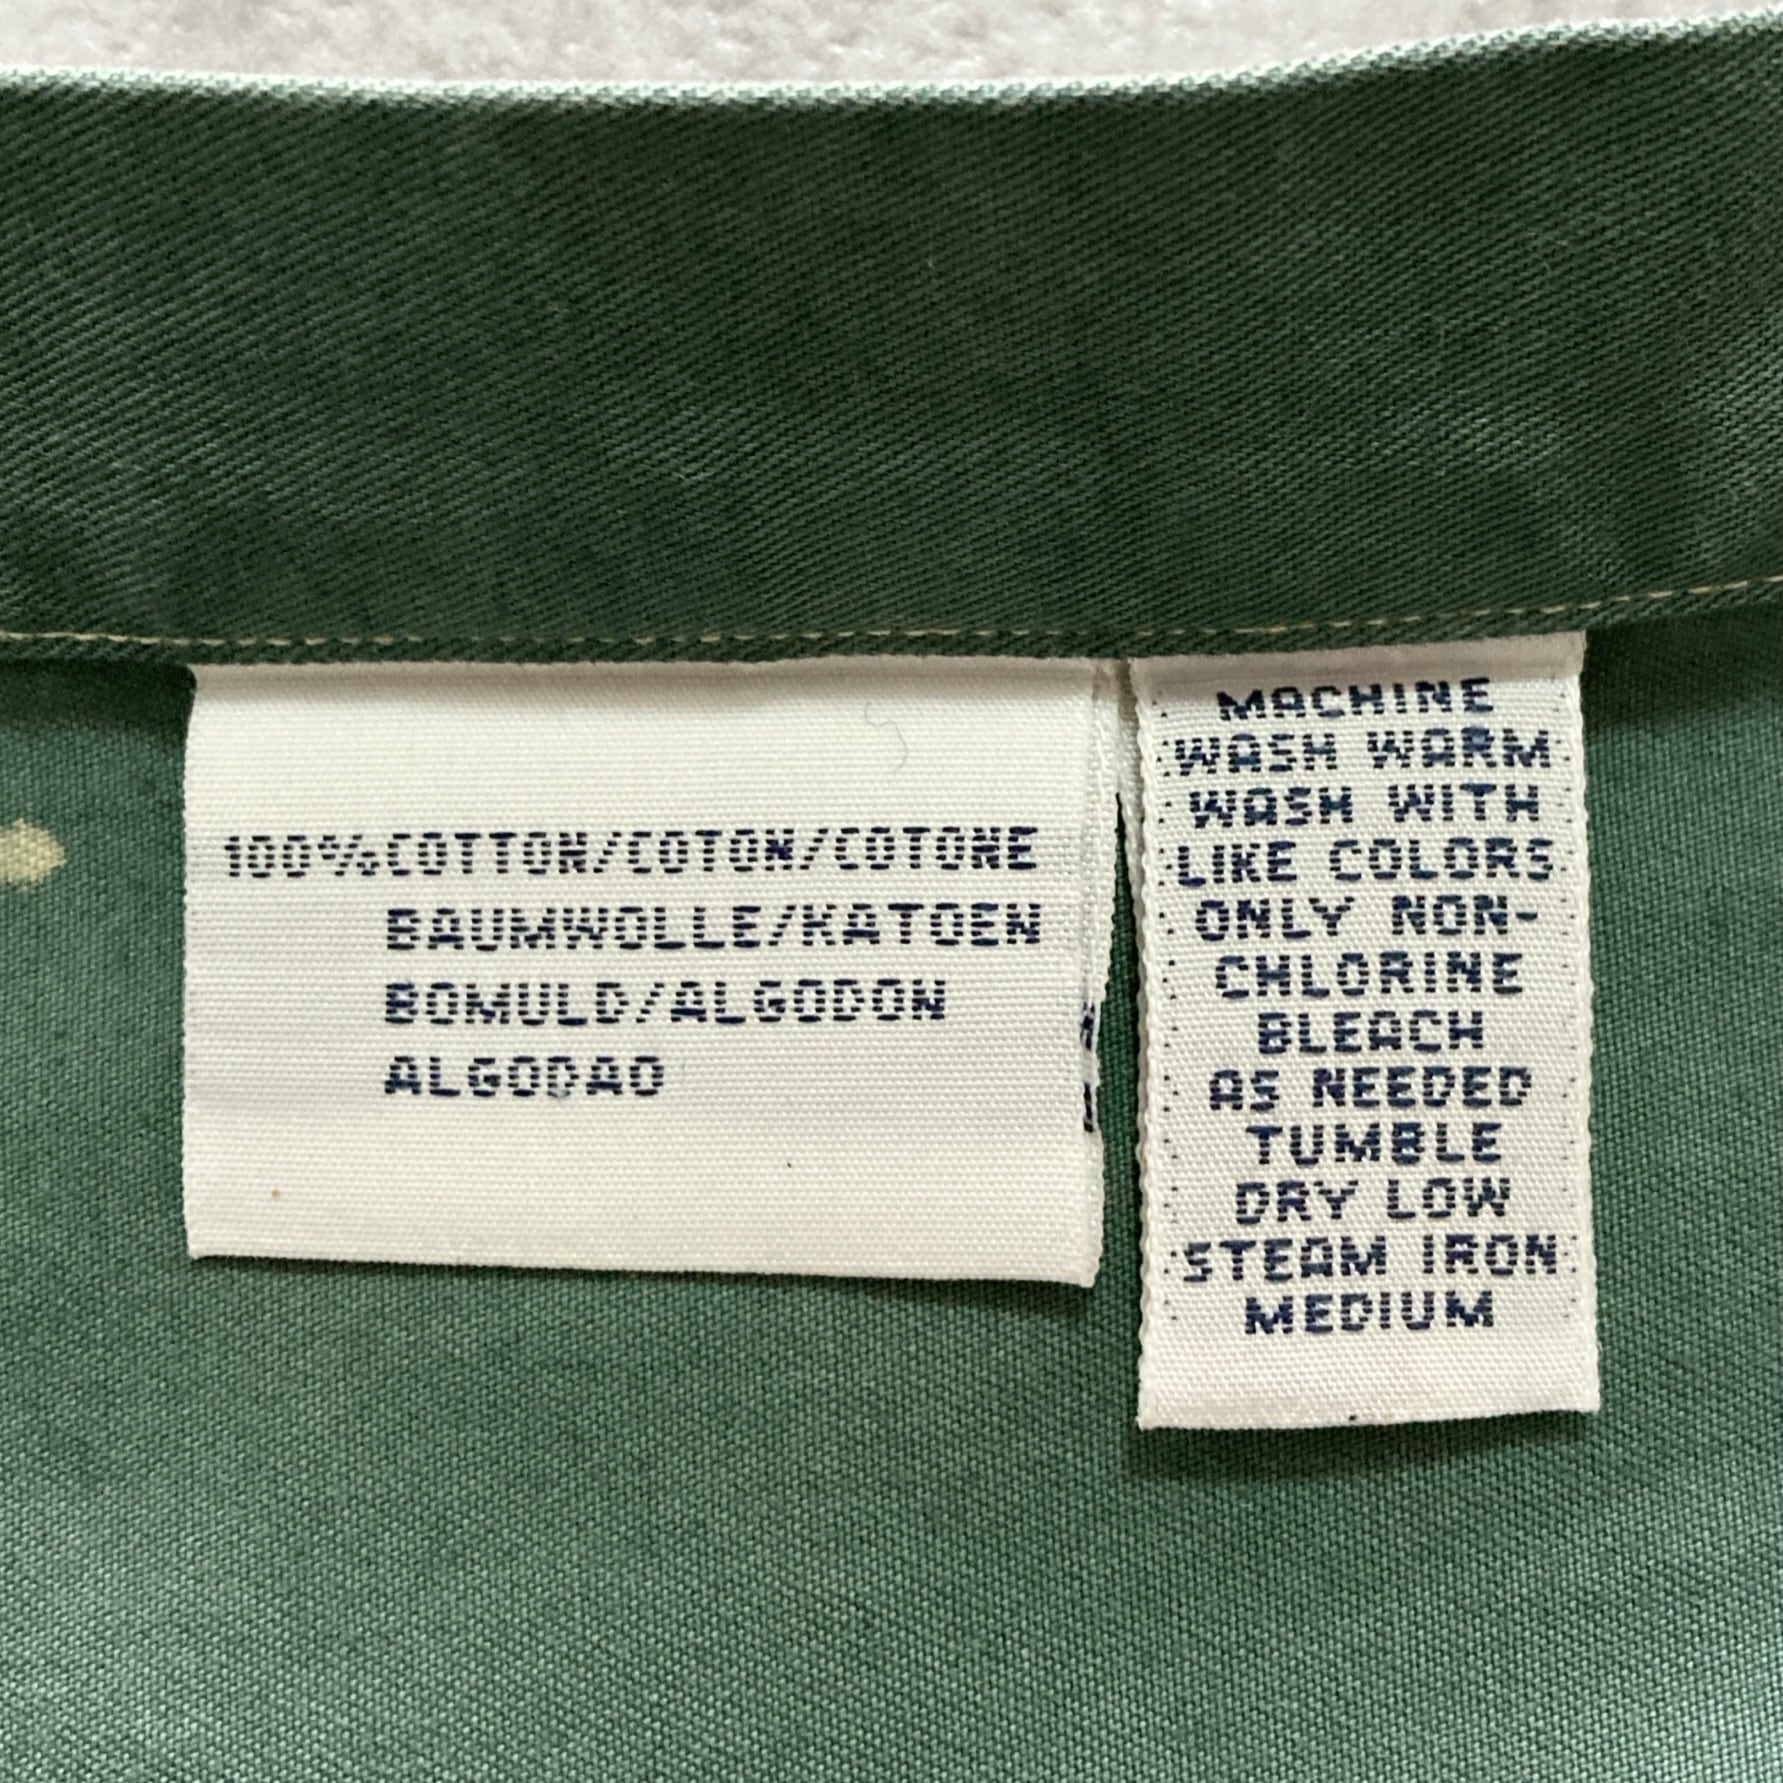 100%COTTON/COTON/COTONE
BAUMWOLLE/KATOEN
BOMULD/ALGODON
ALGODAO
MACHINE
WASH WARM
WASH WITH
LIKE COLORS
ONLY NON-
CHLORINE
BLEACH
AS NEEDED
TUMBLE
DRY LOW
STEAM IRON
MEDIUM